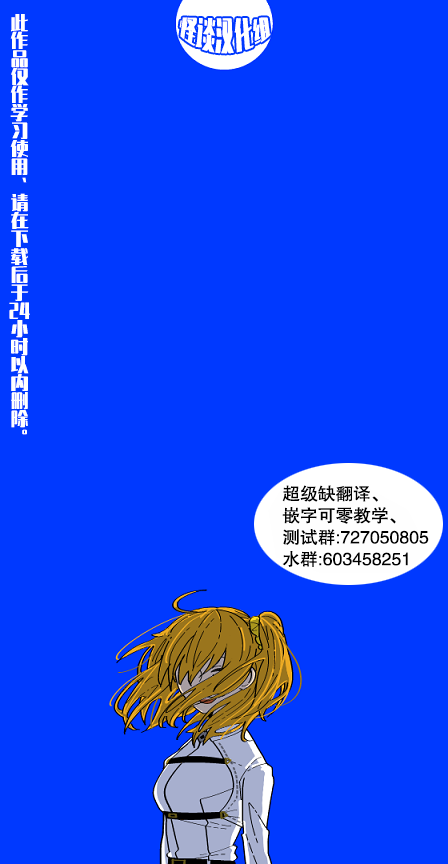 怪谈汉化组
此作品仅作学习使用、请在下载后于24小时以内删除。
超级缺翻译、
嵌字可零教学、
测试群:727050805
水群:603458251